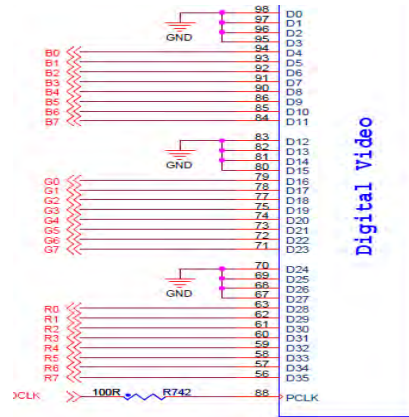 98 D0
97 D1
GND 96 D2
95 D3
B0 94 D4
B1 93 D5
B2 92 D6
B3 91 D7
B4 90 D8
B5 86 D9
B6 85 D10
B7 84 D11
83 D12
82 D13
GND 81 D14
80 D15
G0 79 D16
G1 78 D17
G2 77 D18
G3 75 D19
G4 74 D20
G5 73 D21
G6 72 D22
G7 71 D23
70 D24
69 D25
GND 68 D26
67 D27
R0 63 D28
R1 62 D29
R2 61 D30
R3 60 D31
R4 59 D32
R5 58 D33
R6 57 D34
R7 56 D35
100R R742 88 PCLK
Digital Video